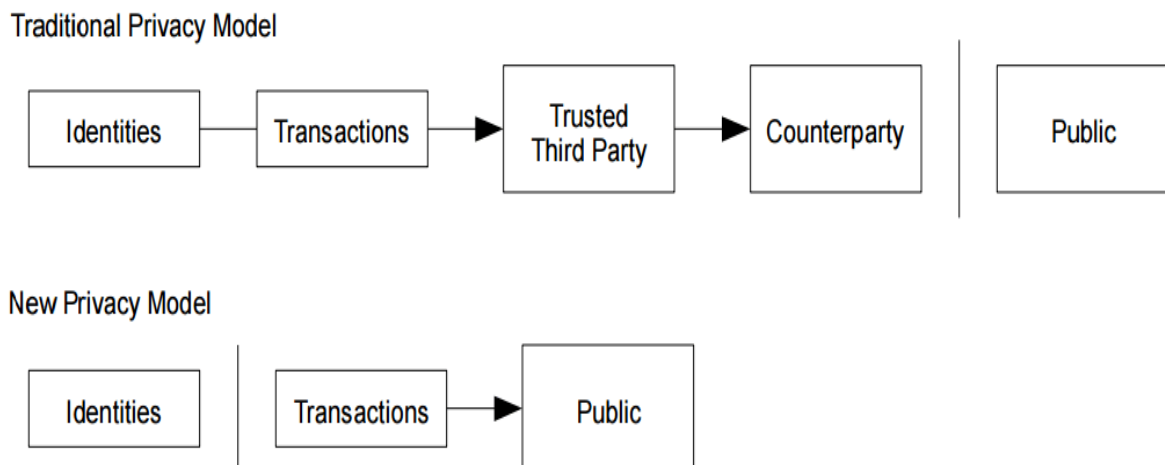 Traditional Privacy Model
Identities
Transactions
Trusted
Third Party
Counterparty
Public
New Privacy Model
Identities
Transactions
Public